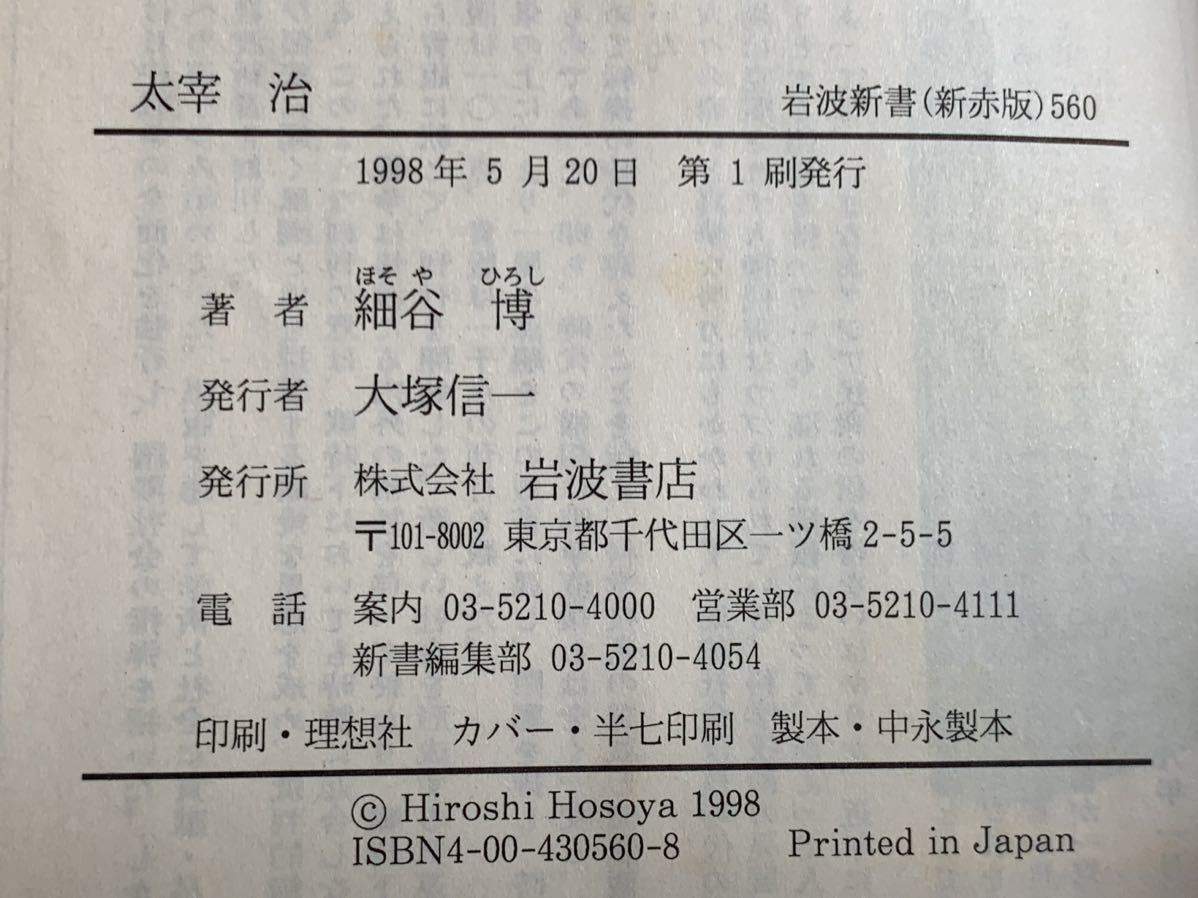 太宰 治 岩波新書(新赤版)560
1998年5月20日 第1刷発行
ほそ や ひろし
著 者 細谷 博
発行者 大塚信一
発行所 株式会社 岩波書店
〒101-8002 東京都千代田区一ツ橋2-5-5
電 話 案内 03-5210-4000 営業部 03-5210-4111
新書編集部 03-5210-4054
印刷・理想社 カバー・半七印刷 製本・中永製本
© Hiroshi Hosoya 1998
ISBN4-00-430560-8 Printed in Japan